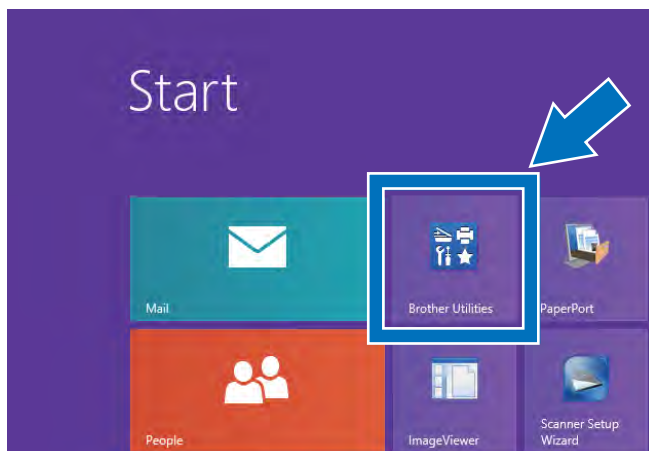 Start
Mail
Brother Utilities
PaperPort
People
ImageViewer
Scanner Setup
Wizard